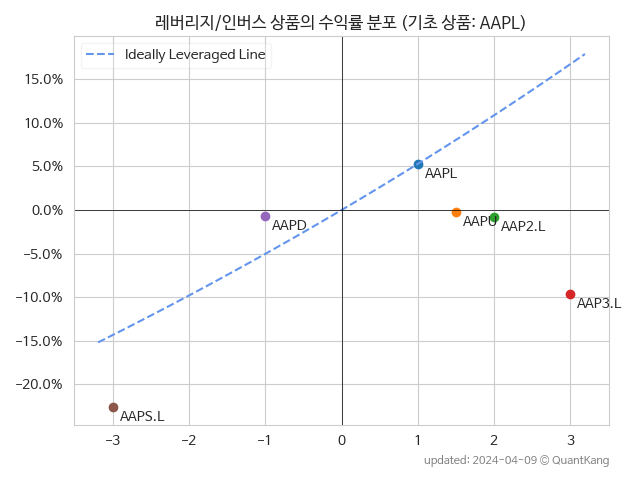 레버리지/인버스 상품의 수익률 분포 (기초 상품: AAPL)
Ideally Leveraged Line
15.0%
10.0%
5.0%
0.0%
−5.0%
−10.0%
−15.0%
−20.0%
AAPL
AAPD
AAPU
AAP2.L
AAP3.L
AAPS.L
−3 −2 −1 0 1 2 3
updated: 2024-04-09 © QuantKang